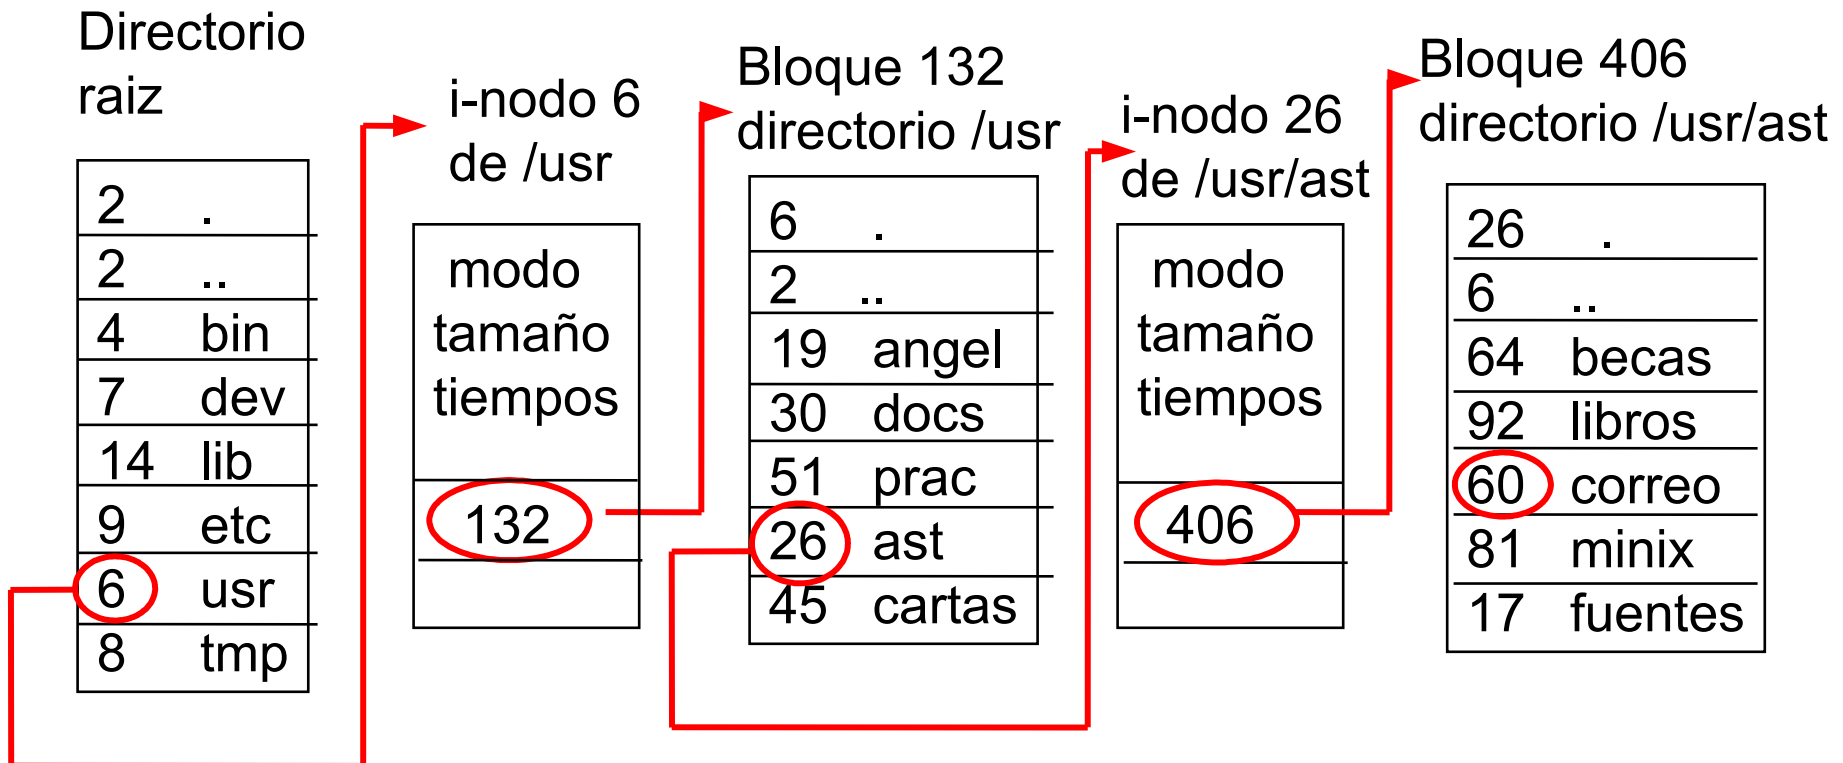 Directorio
raiz
2 .
2 ..
4 bin
7 dev
14 lib
9 etc
6 usr
8 tmp
i-nodo 6
de /usr
modo
tamaño
tiempos
132
Bloque 132
directorio /usr
6 .
2 ..
19 angel
30 docs
51 prac
26 ast
45 cartas
i-nodo 26
de /usr/ast
modo
tamaño
tiempos
406
Bloque 406
directorio /usr/ast
26 .
6 ..
64 becas
92 libros
60 correo
81 minix
17 fuentes